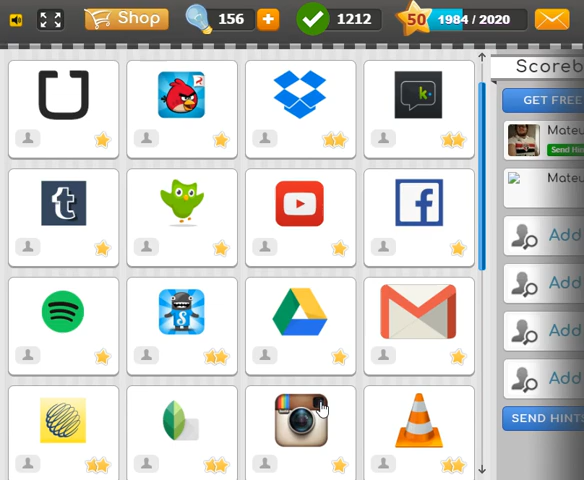 Shop
156
1212
50
1984 / 2020
Scoreb
GET FREE
Mateu
Send Hin
k
Mateu
t
f
Add
Add
S
Add
Add
SEND HINTS